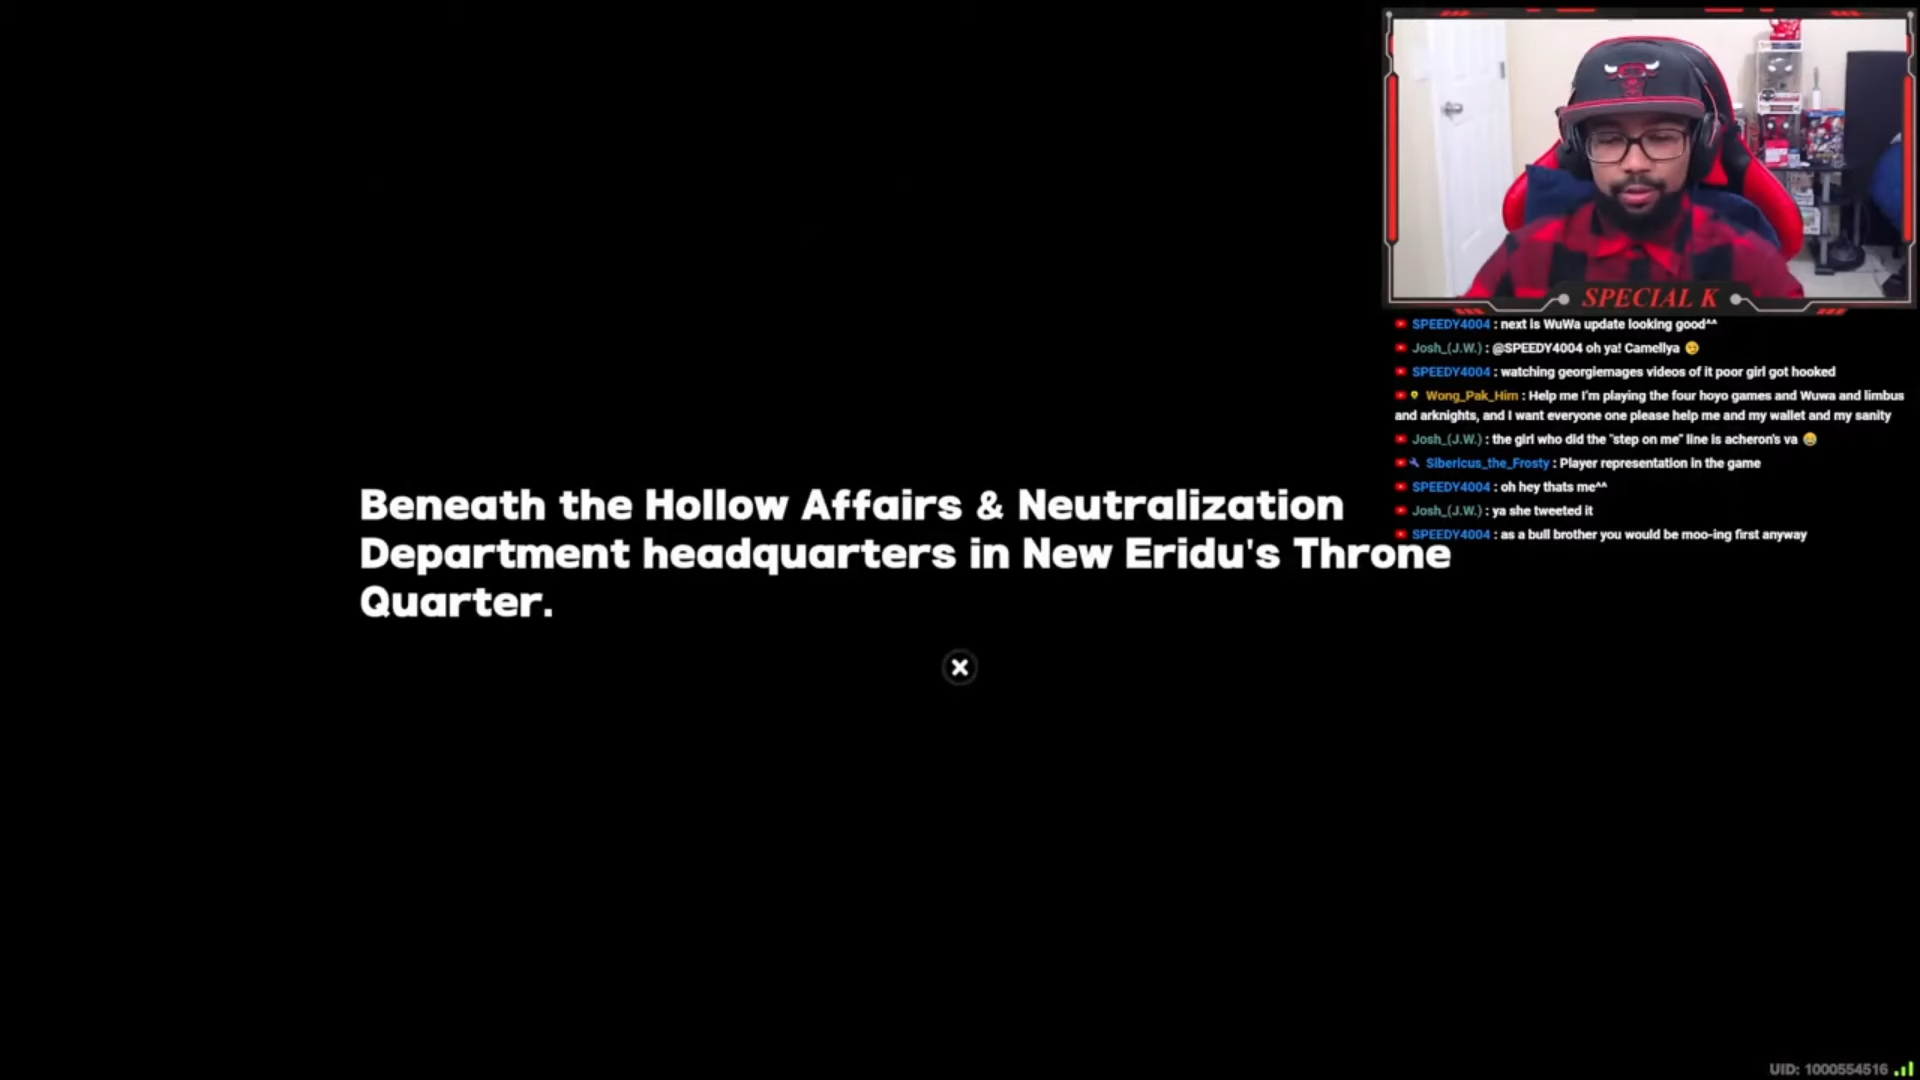 SPECIAL K
SPEEDY4004 : next is WuWa update looking good^^
Josh_(J.W.) : @SPEEDY4004 oh ya! Camellya 😏
SPEEDY4004 : watching georgiemages videos of it poor girl got hooked
Wong_Pak_Him : Help me I'm playing the four hoyo games and Wuwa and limbus
and arknights, and I want everyone one please help me and my wallet and my sanity
Josh_(J.W.) : the girl who did the "step on me" line is acheron's va 😂
Sibericus_the_Frosty : Player representation in the game
SPEEDY4004 : oh hey thats me^^
Josh_(J.W.) : ya she tweeted it
SPEEDY4004 : as a bull brother you would be moo-ing first anyway
Beneath the Hollow Affairs & Neutralization
Department headquarters in New Eridu's Throne
Quarter.
UID: 1000554516